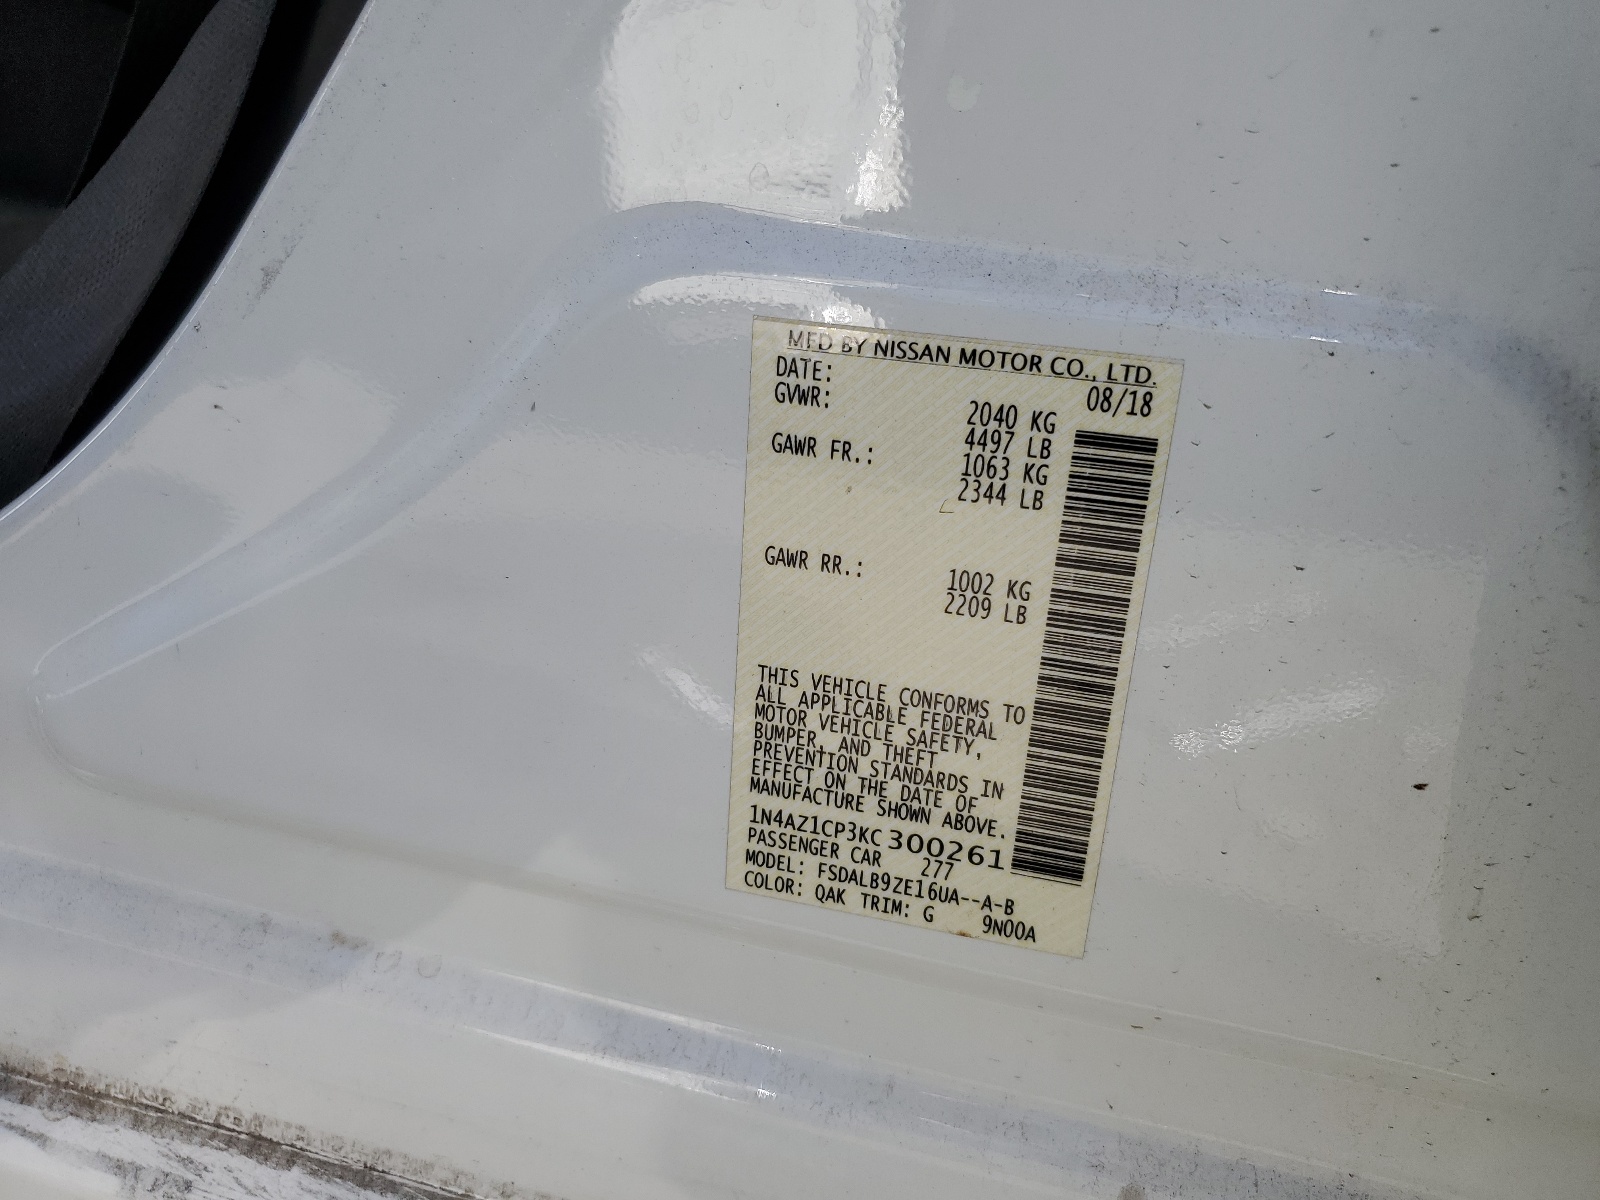 MFD BY NISSAN MOTOR CO., LTD.
DATE: 08/18
GVWR: 2040 KG
4497 LB
GAWR FR.: 1063 KG
2344 LB
GAWR RR.: 1002 KG
2209 LB
THIS VEHICLE CONFORMS TO
ALL APPLICABLE FEDERAL
MOTOR VEHICLE SAFETY,
BUMPER, AND THEFT
PREVENTION STANDARDS IN
EFFECT ON THE DATE OF
MANUFACTURE SHOWN ABOVE.
1N4AZ1CP3KC300261
PASSENGER CAR 277
MODEL: FSDALB9ZE16UA--A-B
COLOR: QAK TRIM: G 9N00A